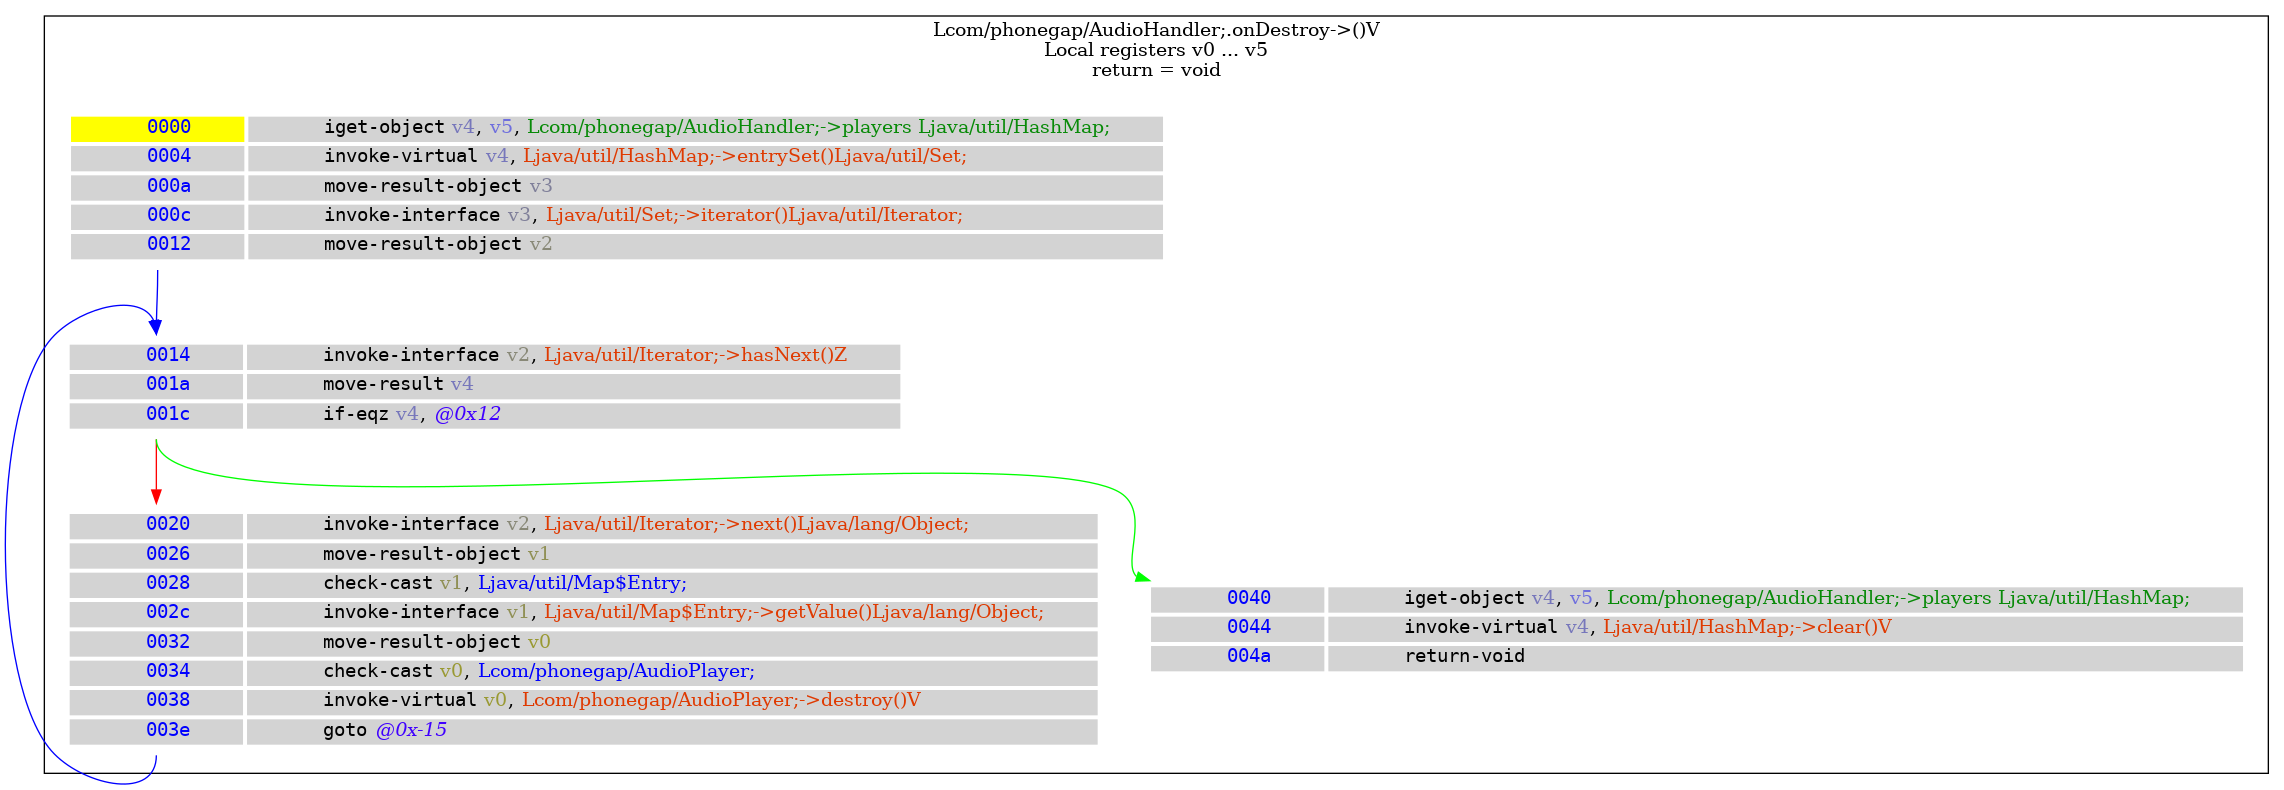 Lcom/phonegap/AudioHandler;.onDestroy->()V
Local registers v0 ... v5
return = void
0000 iget-object v4, v5, Lcom/phonegap/AudioHandler;->players Ljava/util/HashMap;
0004 invoke-virtual v4, Ljava/util/HashMap;->entrySet()Ljava/util/Set;
000a move-result-object v3
000c invoke-interface v3, Ljava/util/Set;->iterator()Ljava/util/Iterator;
0012 move-result-object v2
0014 invoke-interface v2, Ljava/util/Iterator;->hasNext()Z
001a move-result v4
001c if-eqz v4, @0x12
0020 invoke-interface v2, Ljava/util/Iterator;->next()Ljava/lang/Object;
0026 move-result-object v1
0028 check-cast v1, Ljava/util/Map$Entry;
002c invoke-interface v1, Ljava/util/Map$Entry;->getValue()Ljava/lang/Object;
0032 move-result-object v0
0034 check-cast v0, Lcom/phonegap/AudioPlayer;
0038 invoke-virtual v0, Lcom/phonegap/AudioPlayer;->destroy()V
003e goto @0x-15
0040 iget-object v4, v5, Lcom/phonegap/AudioHandler;->players Ljava/util/HashMap;
0044 invoke-virtual v4, Ljava/util/HashMap;->clear()V
004a return-void